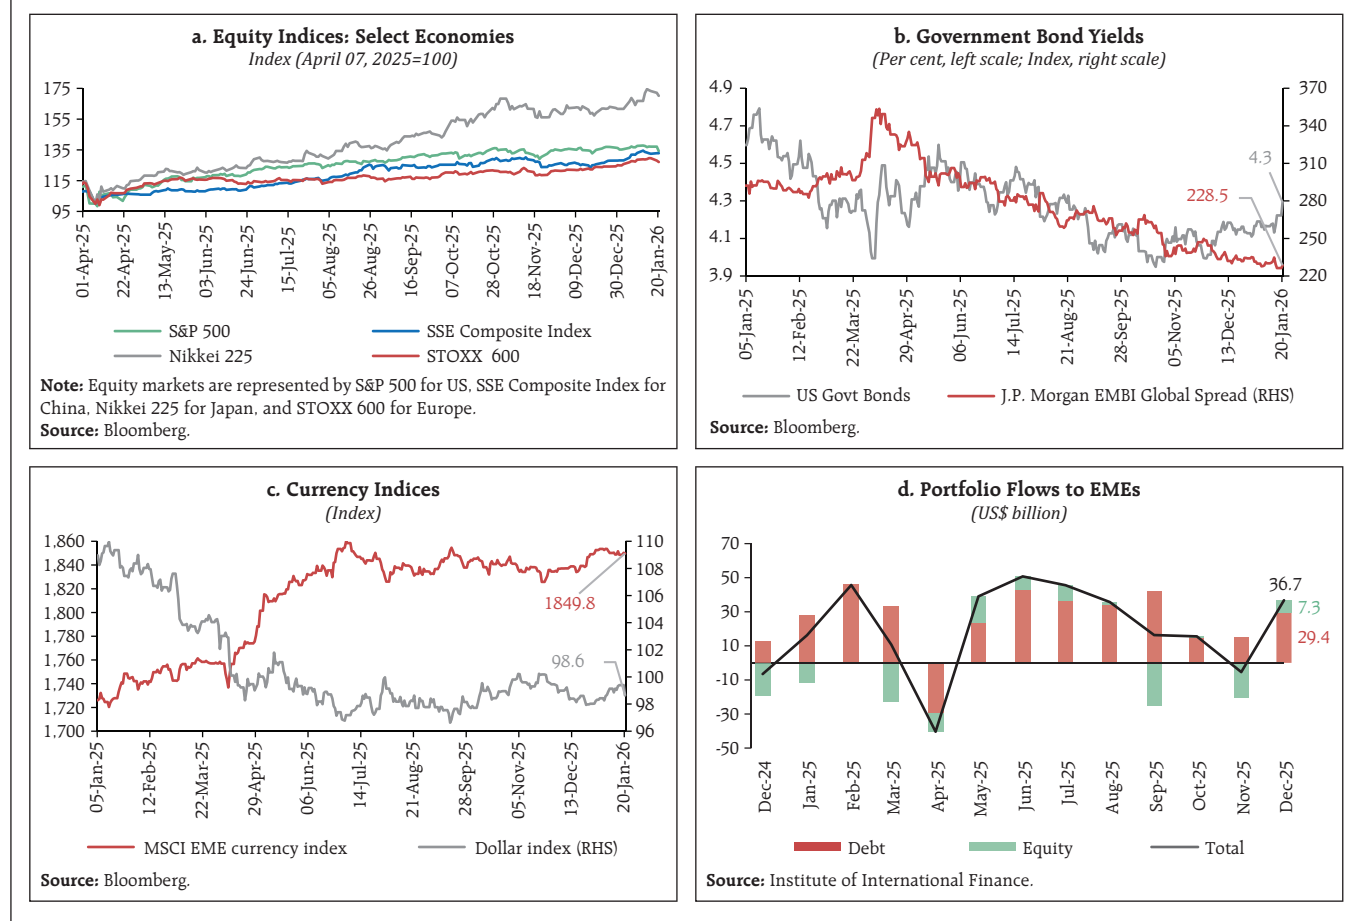 a. Equity Indices: Select Economies
Index (April 07, 2025=100)
175
155
135
115
95
01-Apr-25
22-Apr-25
13-May-25
03-Jun-25
24-Jun-25
15-Jul-25
05-Aug-25
26-Aug-25
16-Sep-25
07-Oct-25
28-Oct-25
18-Nov-25
09-Dec-25
30-Dec-25
20-Jan-26
S&P 500
SSE Composite Index
Nikkei 225
STOXX 600
Note: Equity markets are represented by S&P 500 for US, SSE Composite Index for
China, Nikkei 225 for Japan, and STOXX 600 for Europe.
Source: Bloomberg.
b. Government Bond Yields
(Per cent, left scale; Index, right scale)
4.9
4.7
4.5
4.3
4.1
3.9
370
340
310
280
250
220
4.3
228.5
05-Jan-25
12-Feb-25
22-Mar-25
29-Apr-25
06-Jun-25
14-Jul-25
21-Aug-25
28-Sep-25
05-Nov-25
13-Dec-25
20-Jan-26
US Govt Bonds
J.P. Morgan EMBI Global Spread (RHS)
Source: Bloomberg.
c. Currency Indices
(Index)
1,860
1,840
1,820
1,800
1,780
1,760
1,740
1,720
1,700
110
108
106
104
102
100
98
96
1849.8
98.6
05-Jan-25
12-Feb-25
22-Mar-25
29-Apr-25
06-Jun-25
14-Jul-25
21-Aug-25
28-Sep-25
05-Nov-25
13-Dec-25
20-Jan-26
MSCI EME currency index
Dollar index (RHS)
Source: Bloomberg.
d. Portfolio Flows to EMEs
(US$ billion)
70
50
30
10
-10
-30
-50
36.7
7.3
29.4
Dec-24
Jan-25
Feb-25
Mar-25
Apr-25
May-25
Jun-25
Jul-25
Aug-25
Sep-25
Oct-25
Nov-25
Dec-25
Debt
Equity
Total
Source: Institute of International Finance.